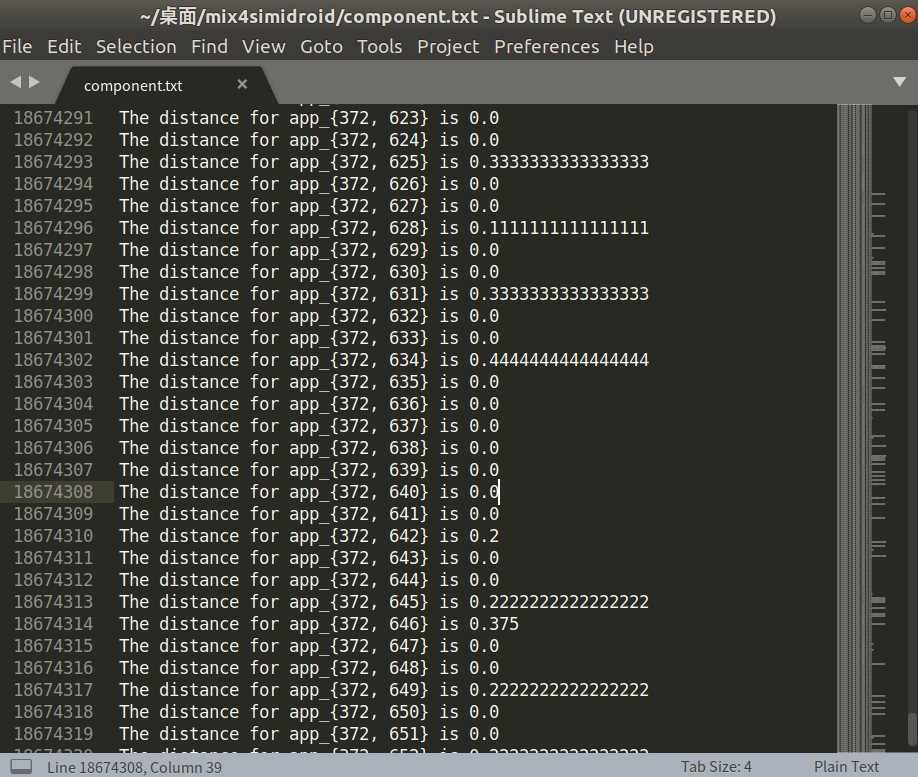 ~/桌面/mix4simidroid/component.txt - Sublime Text (UNREGISTERED)
File Edit Selection Find View Goto Tools Project Preferences Help
component.txt
18674291 The distance for app_{372, 623} is 0.0
18674292 The distance for app_{372, 624} is 0.0
18674293 The distance for app_{372, 625} is 0.3333333333333333
18674294 The distance for app_{372, 626} is 0.0
18674295 The distance for app_{372, 627} is 0.0
18674296 The distance for app_{372, 628} is 0.1111111111111111
18674297 The distance for app_{372, 629} is 0.0
18674298 The distance for app_{372, 630} is 0.0
18674299 The distance for app_{372, 631} is 0.3333333333333333
18674300 The distance for app_{372, 632} is 0.0
18674301 The distance for app_{372, 633} is 0.0
18674302 The distance for app_{372, 634} is 0.4444444444444444
18674303 The distance for app_{372, 635} is 0.0
18674304 The distance for app_{372, 636} is 0.0
18674305 The distance for app_{372, 637} is 0.0
18674306 The distance for app_{372, 638} is 0.0
18674307 The distance for app_{372, 639} is 0.0
18674308 The distance for app_{372, 640} is 0.0
18674309 The distance for app_{372, 641} is 0.0
18674310 The distance for app_{372, 642} is 0.2
18674311 The distance for app_{372, 643} is 0.0
18674312 The distance for app_{372, 644} is 0.0
18674313 The distance for app_{372, 645} is 0.2222222222222222
18674314 The distance for app_{372, 646} is 0.375
18674315 The distance for app_{372, 647} is 0.0
18674316 The distance for app_{372, 648} is 0.0
18674317 The distance for app_{372, 649} is 0.2222222222222222
18674318 The distance for app_{372, 650} is 0.0
18674319 The distance for app_{372, 651} is 0.0
Line 18674308, Column 39
Tab Size: 4
Plain Text